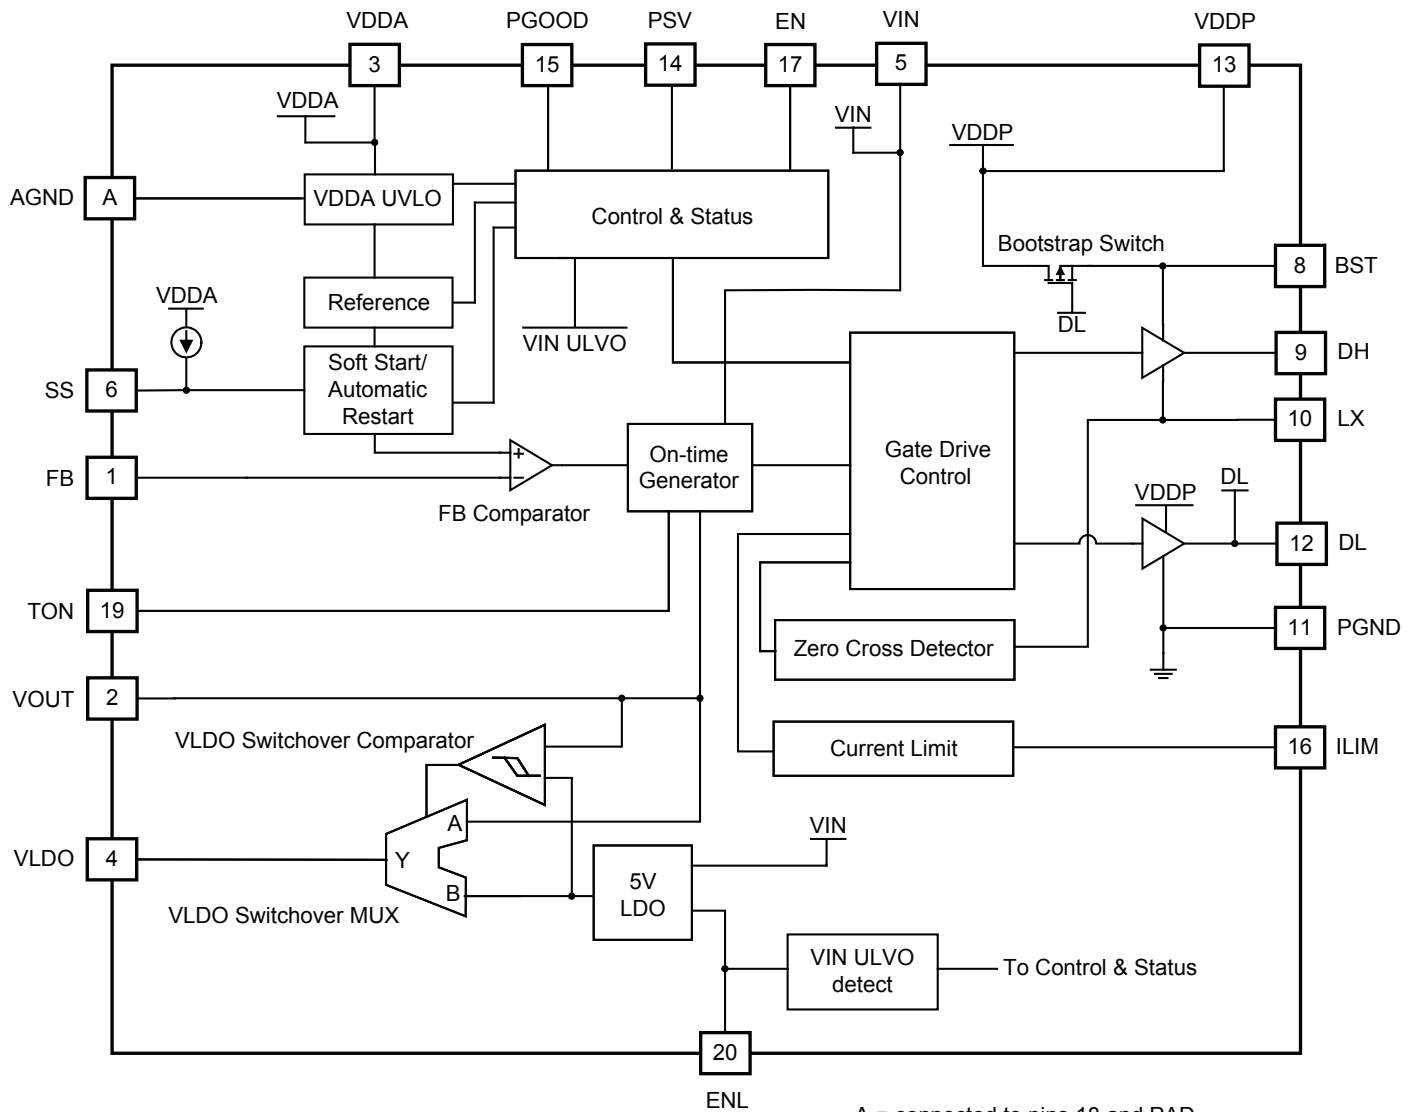 VDDA PGOOD PSV EN VIN VDDP
3 15 14 17 5 13
VDDA
VIN
VDDP
AGND A
VDDA UVLO
Control & Status
Bootstrap Switch
8 BST
VDDA
Reference
VIN ULVO
DL
SS 6
Soft Start/
Automatic
Restart
9 DH
10 LX
FB 1
+
−
FB Comparator
On-time
Generator
Gate Drive
Control
VDDP
DL
12 DL
TON 19
11 PGND
Zero Cross Detector
VOUT 2
VLDO Switchover Comparator
Current Limit
16 ILIM
A
VLDO 4
Y
B
VLDO Switchover MUX
5V
LDO
VIN
VIN ULVO
detect
To Control & Status
20
ENL